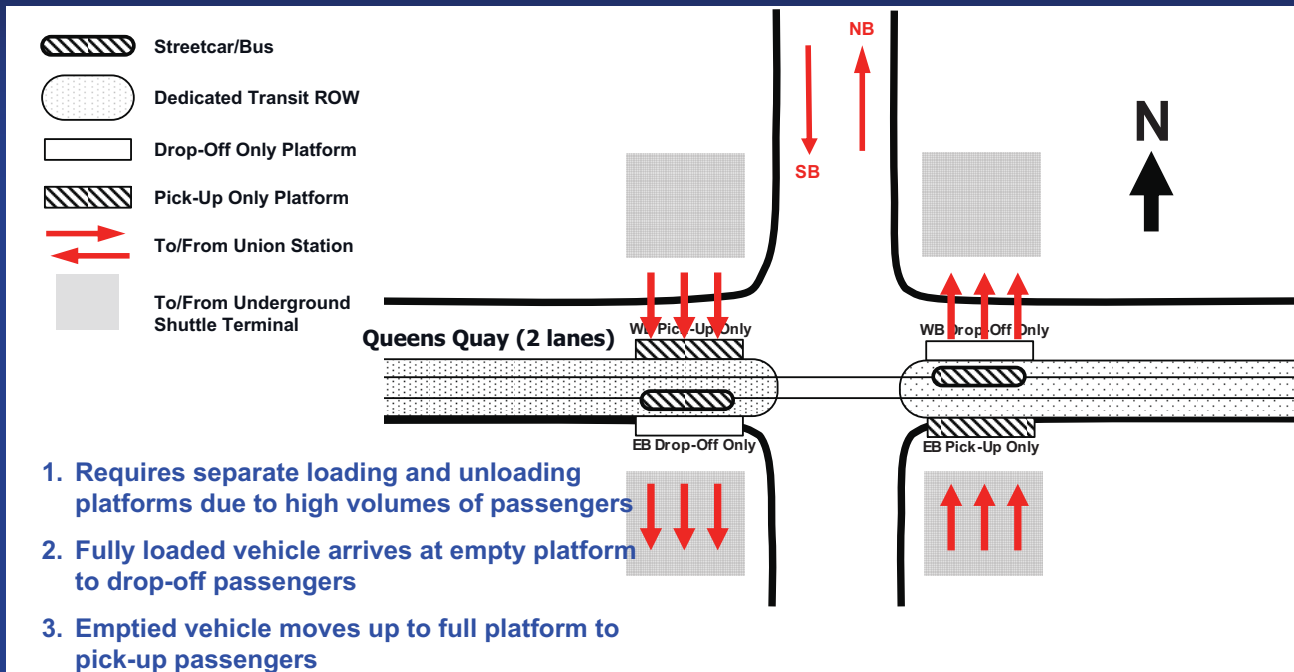 Streetcar/Bus
Dedicated Transit ROW
Drop-Off Only Platform
Pick-Up Only Platform
To/From Union Station
To/From Underground
Shuttle Terminal
NB
SB
N
Queens Quay (2 lanes)
WB Pick-Up Only
WB Drop-Off Only
EB Drop-Off Only
EB Pick-Up Only
1. Requires separate loading and unloading
platforms due to high volumes of passengers
2. Fully loaded vehicle arrives at empty platform
to drop-off passengers
3. Emptied vehicle moves up to full platform to
pick-up passengers